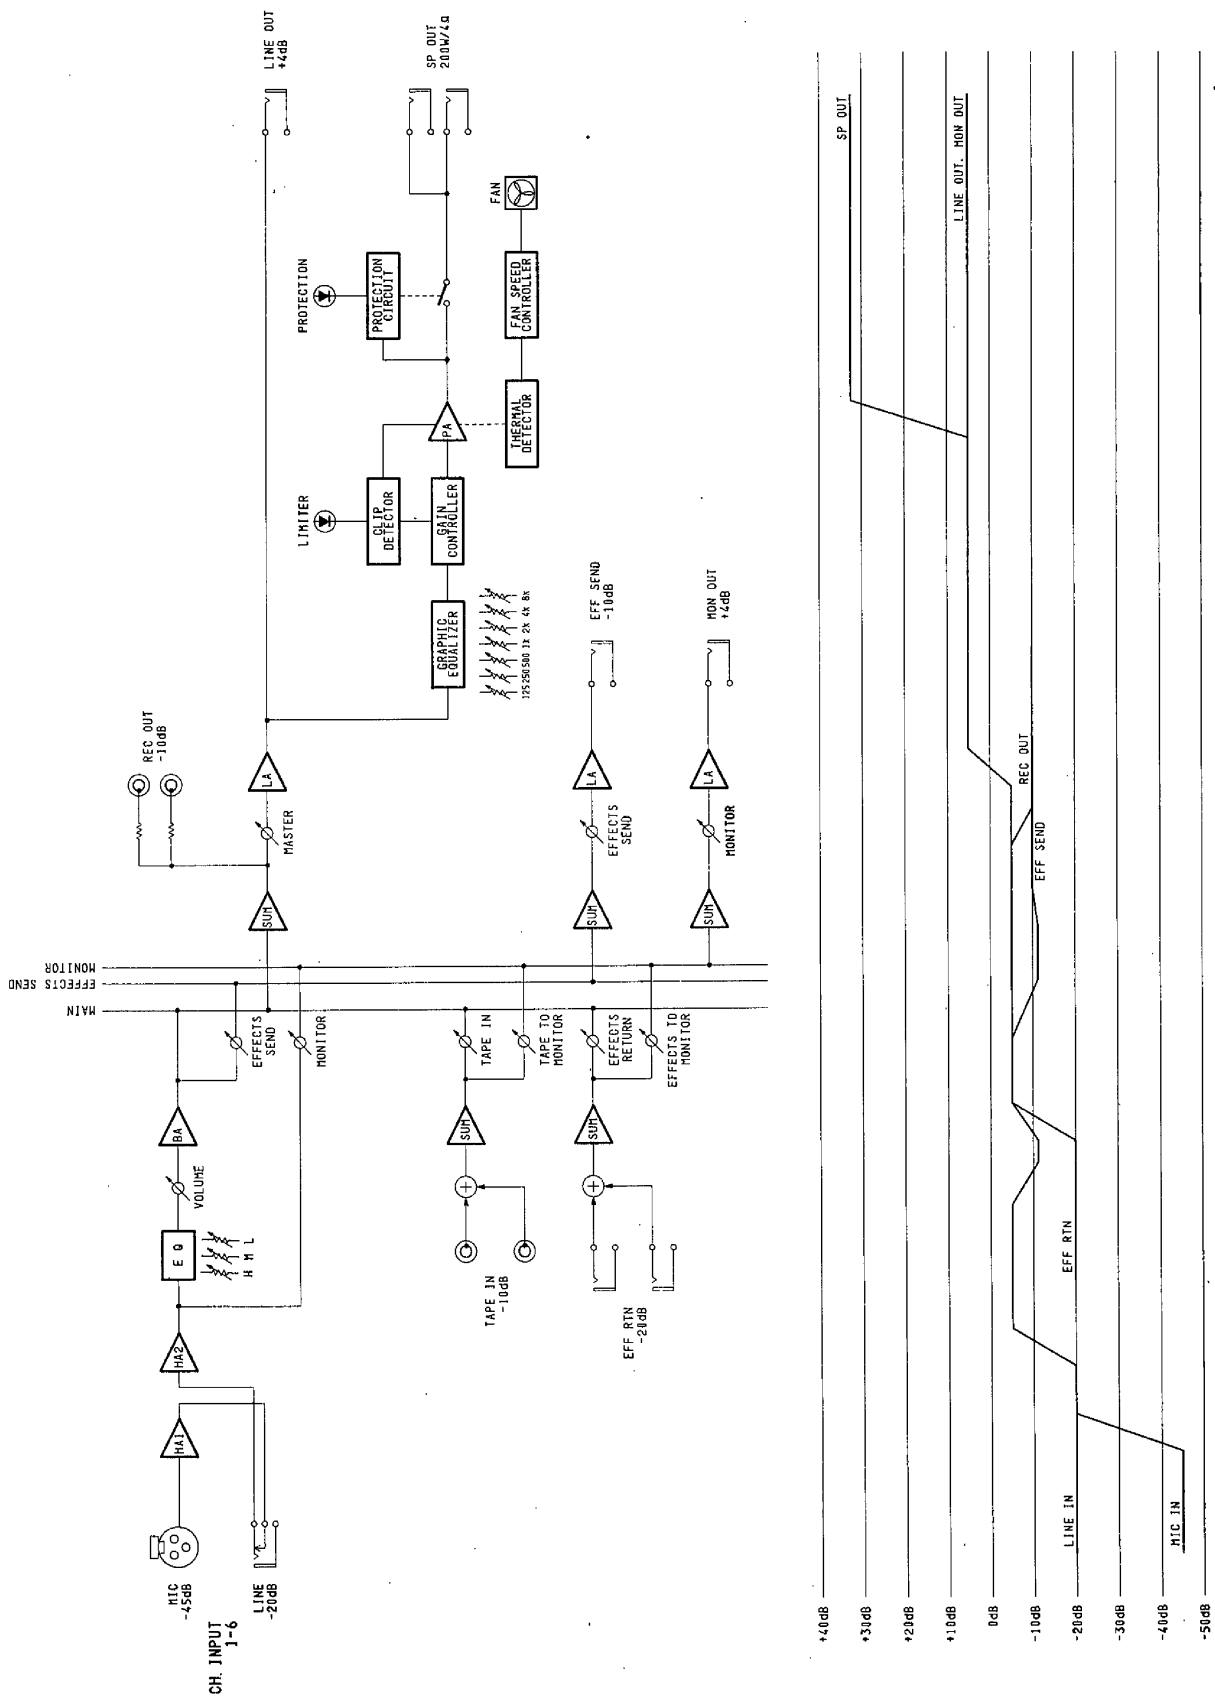 CH. INPUT
1-6
MIC
-45dB
LINE
-20dB
HA1
HA2
E Q
H M L
VOLUME
BA
EFFECTS
SEND
MONITOR
MAIN
EFFECTS SEND
MONITOR
SUM
REC OUT
-10dB
MASTER
LA
LINE OUT
+4dB
GRAPHIC
EQUALIZER
125 250 500 1K 2K 4K 8K
LIMITER
CLIP
DETECTOR
GAIN
CONTROLLER
PA
PROTECTION
PROTECTION
CIRCUIT
THERMAL
DETECTOR
FAN SPEED
CONTROLLER
FAN
SP OUT
200W/4Ω
TAPE IN
-10dB
SUM
TAPE IN
TAPE TO
MONITOR
EFF RTN
-20dB
SUM
EFFECTS
RETURN
EFFECTS TO
MONITOR
SUM
EFFECTS
SEND
LA
EFF SEND
-10dB
SUM
MONITOR
LA
MON OUT
+4dB
+40dB
+30dB
+20dB
+10dB
0dB
-10dB
-20dB
-30dB
-40dB
-50dB
SP OUT
LINE OUT. MON OUT
REC OUT
EFF SEND
EFF RTN
LINE IN
MIC IN